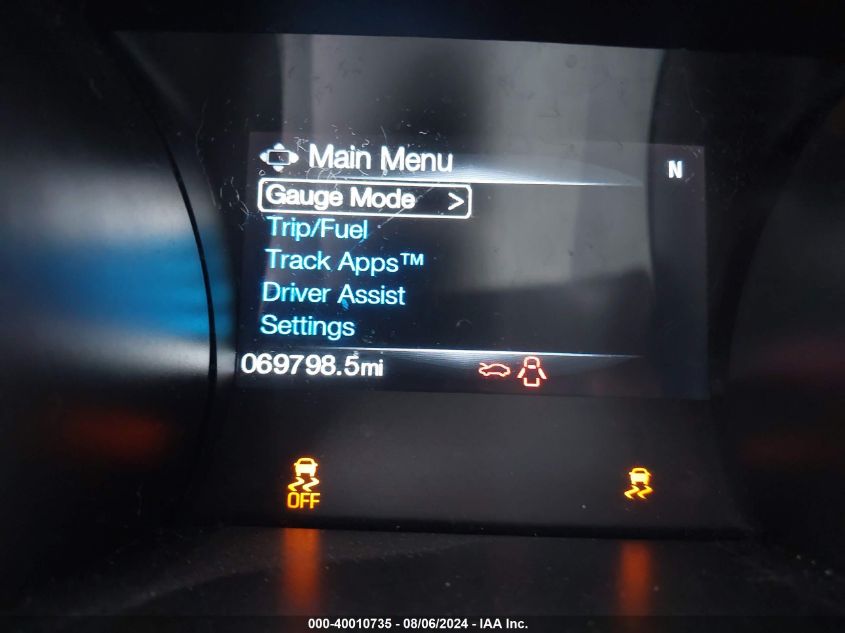 Main Menu
N
Gauge Mode >
Trip/Fuel
Track Apps™
Driver Assist
Settings
069798.5mi
OFF
000-40010735 - 08/06/2024 - IAA Inc.